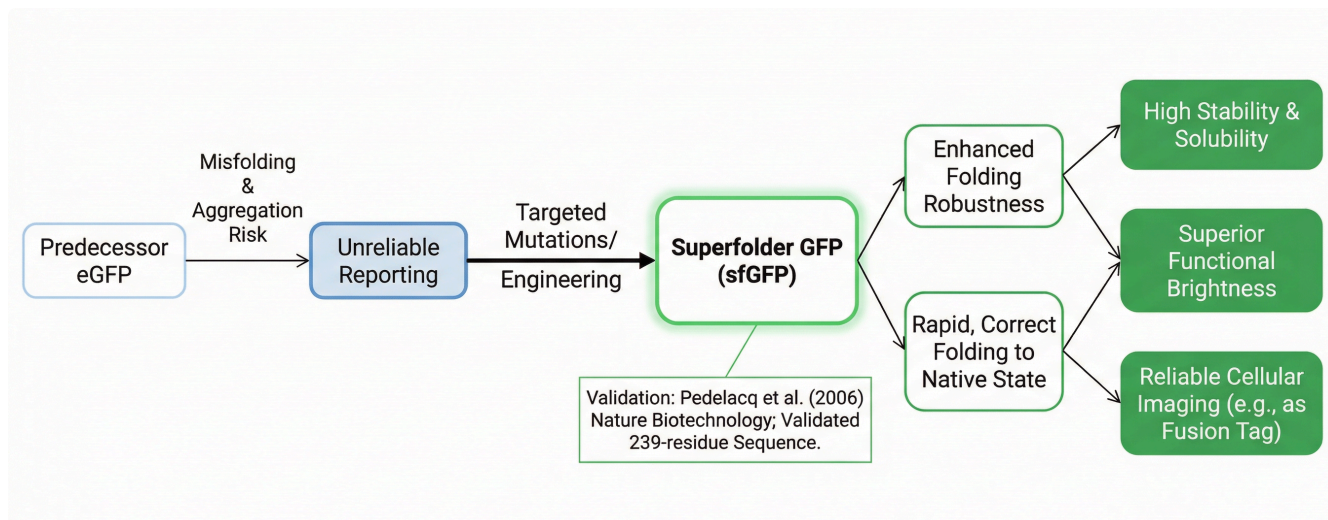 Predecessor
eGFP
Misfolding
&
Aggregation
Risk
Unreliable
Reporting
Targeted
Mutations/
Engineering
Superfolder GFP
(sfGFP)
Validation: Pedelacq et al. (2006)
Nature Biotechnology; Validated
239-residue Sequence.
Enhanced
Folding
Robustness
Rapid, Correct
Folding to
Native State
High Stability &
Solubility
Superior
Functional
Brightness
Reliable Cellular
Imaging (e.g., as
Fusion Tag)